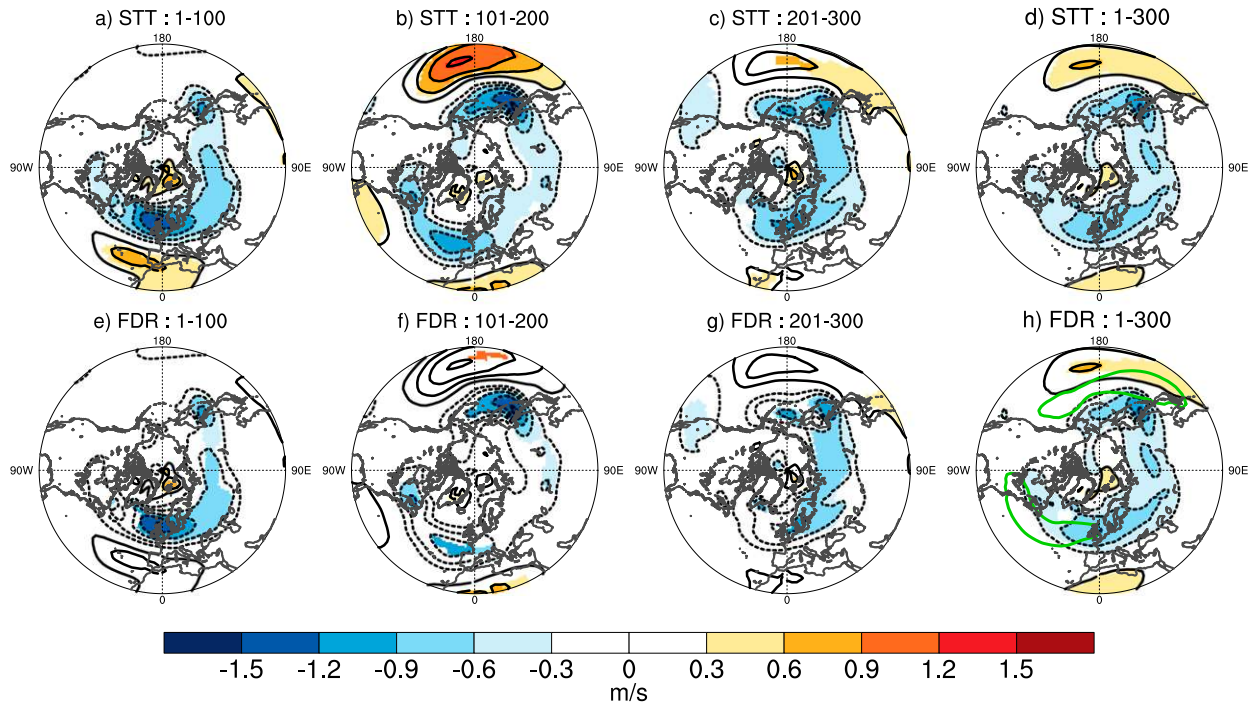 a) STT : 1-100
b) STT : 101-200
c) STT : 201-300
d) STT : 1-300
180
180
180
180
90W
90E
90W
90E
90W
90E
90W
90E
0
0
0
0
e) FDR : 1-100
f) FDR : 101-200
g) FDR : 201-300
h) FDR : 1-300
180
180
180
180
90W
90E
90W
90E
90W
90E
90W
90E
0
0
0
0
-1.5 -1.2 -0.9 -0.6 -0.3 0 0.3 0.6 0.9 1.2 1.5
m/s